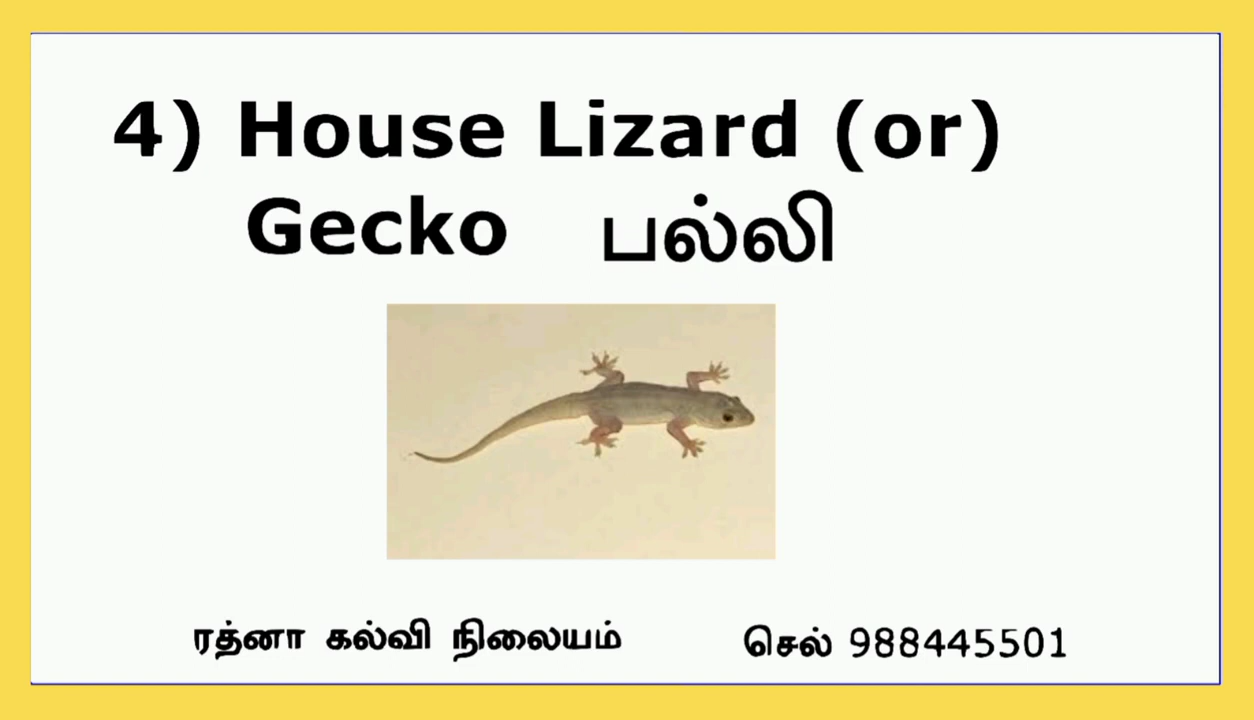 4) House Lizard (or)
Gecko பல்லி
ரத்னா கல்வி நிலையம் செல் 988445501